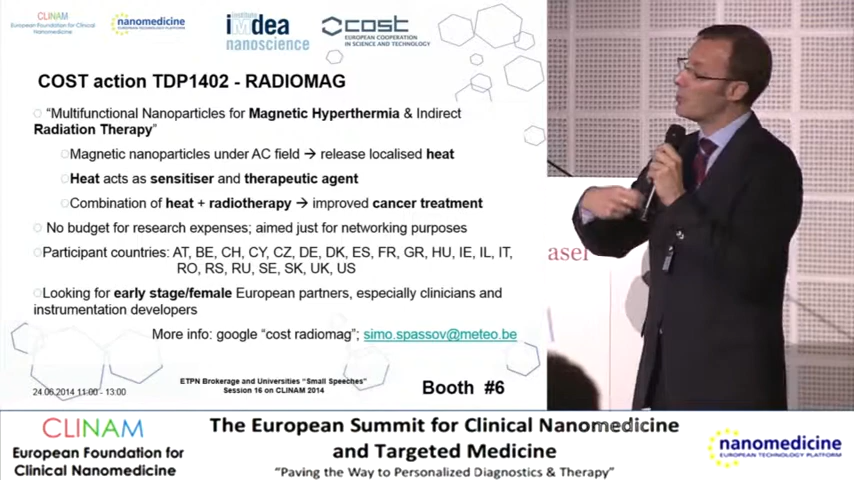 CLINAM
European Foundation for Clinical
Nanomedicine
nanomedicine
EUROPEAN TECHNOLOGY PLATFORM
institute
iMdea
nanoscience
cost
EUROPEAN COOPERATION
IN SCIENCE AND TECHNOLOGY
COST action TDP1402 - RADIOMAG
“Multifunctional Nanoparticles for Magnetic Hyperthermia & Indirect
Radiation Therapy”
Magnetic nanoparticles under AC field → release localised heat
Heat acts as sensitiser and therapeutic agent
Combination of heat + radiotherapy → improved cancer treatment
No budget for research expenses; aimed just for networking purposes
Participant countries: AT, BE, CH, CY, CZ, DE, DK, ES, FR, GR, HU, IE, IL, IT,
RO, RS, RU, SE, SK, UK, US
Looking for early stage/female European partners, especially clinicians and
instrumentation developers
More info: google “cost radiomag”; simo.spassov@meteo.be
24.06.2014 11:00 - 13:00
ETPN Brokerage and Universities “Small Speeches”
Session 16 on CLINAM 2014
Booth #6
asel
CLINAM
European Foundation for
Clinical Nanomedicine
The European Summit for Clinical Nanomedicine
and Targeted Medicine
“Paving the Way to Personalized Diagnostics & Therapy”
nanomedicine
EUROPEAN TECHNOLOGY PLATFORM